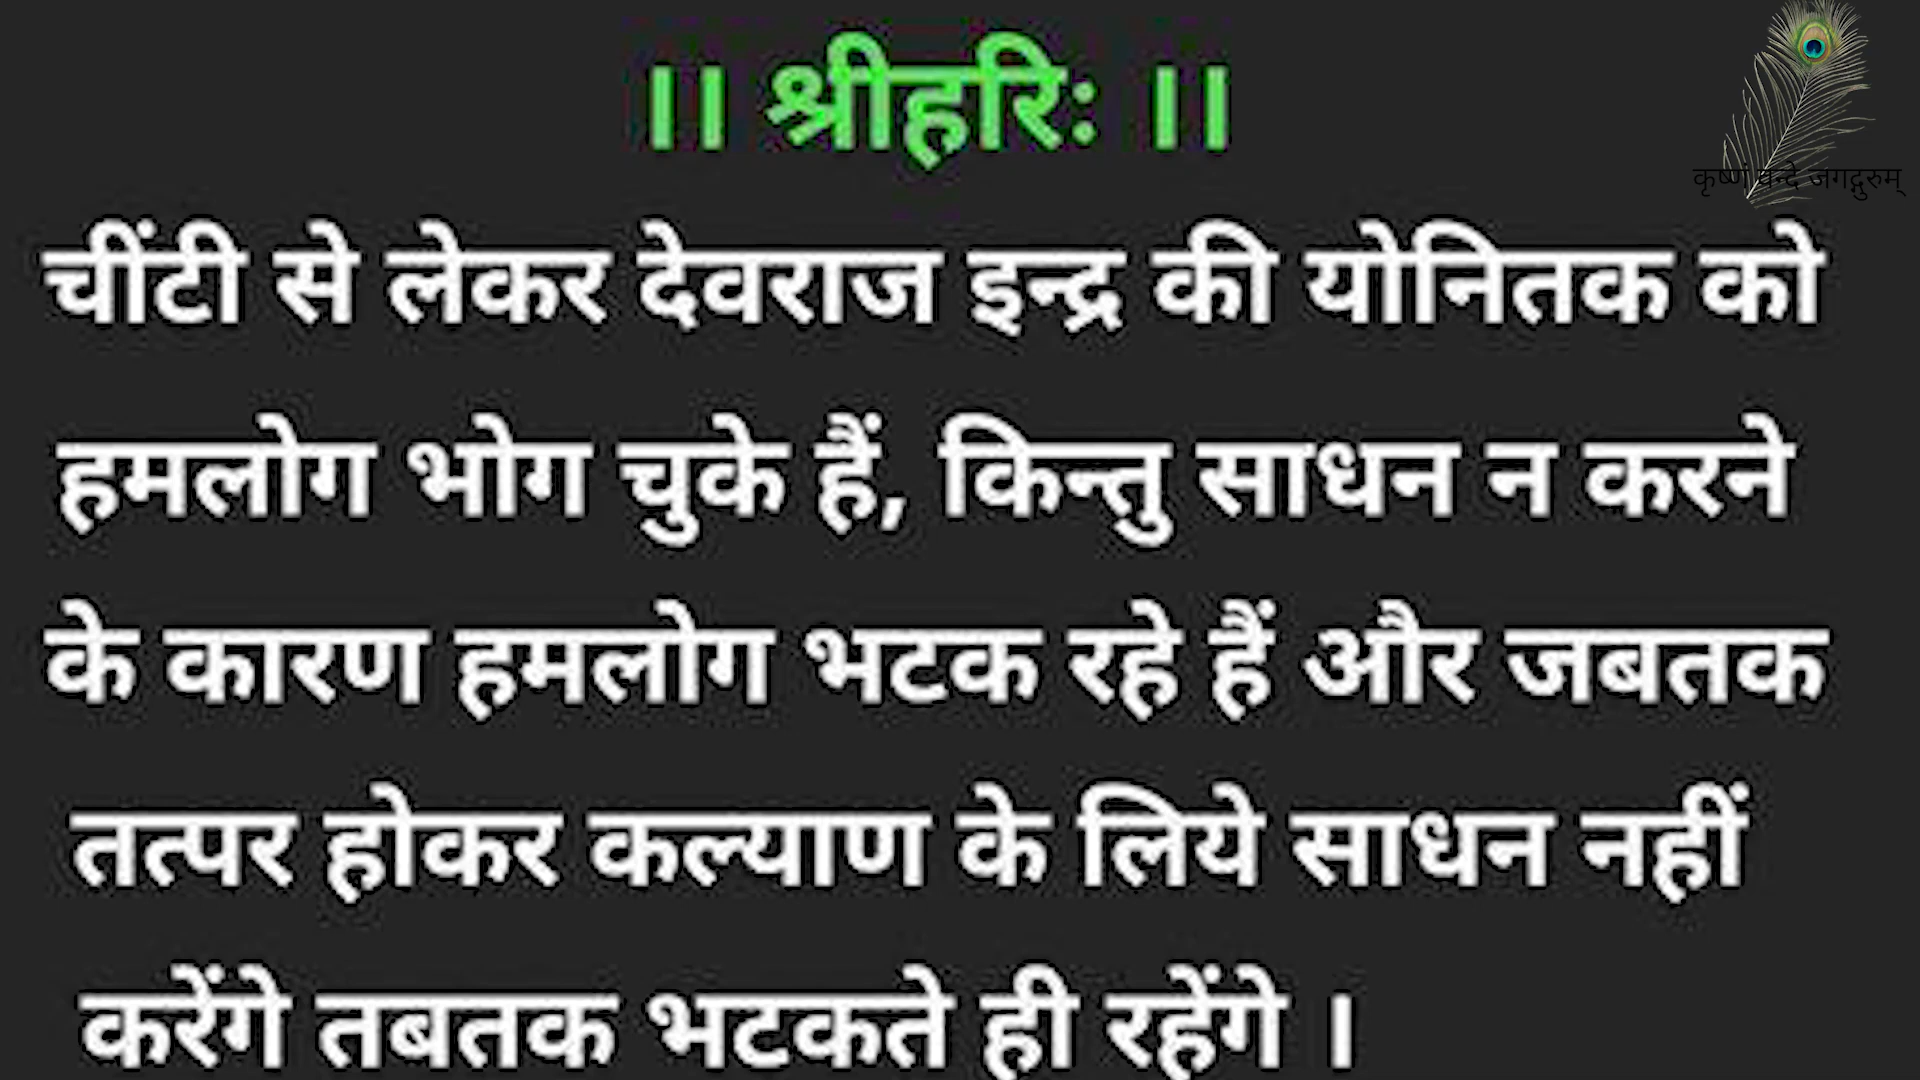 ।। श्रीहरिः ।।
कृष्णं वन्दे जगद्गुरुम्
चींटी से लेकर देवराज इन्द्र की योनितक को
हमलोग भोग चुके हैं, किन्तु साधन न करने
के कारण हमलोग भटक रहे हैं और जबतक
तत्पर होकर कल्याण के लिये साधन नहीं
करेंगे तबतक भटकते ही रहेंगे ।